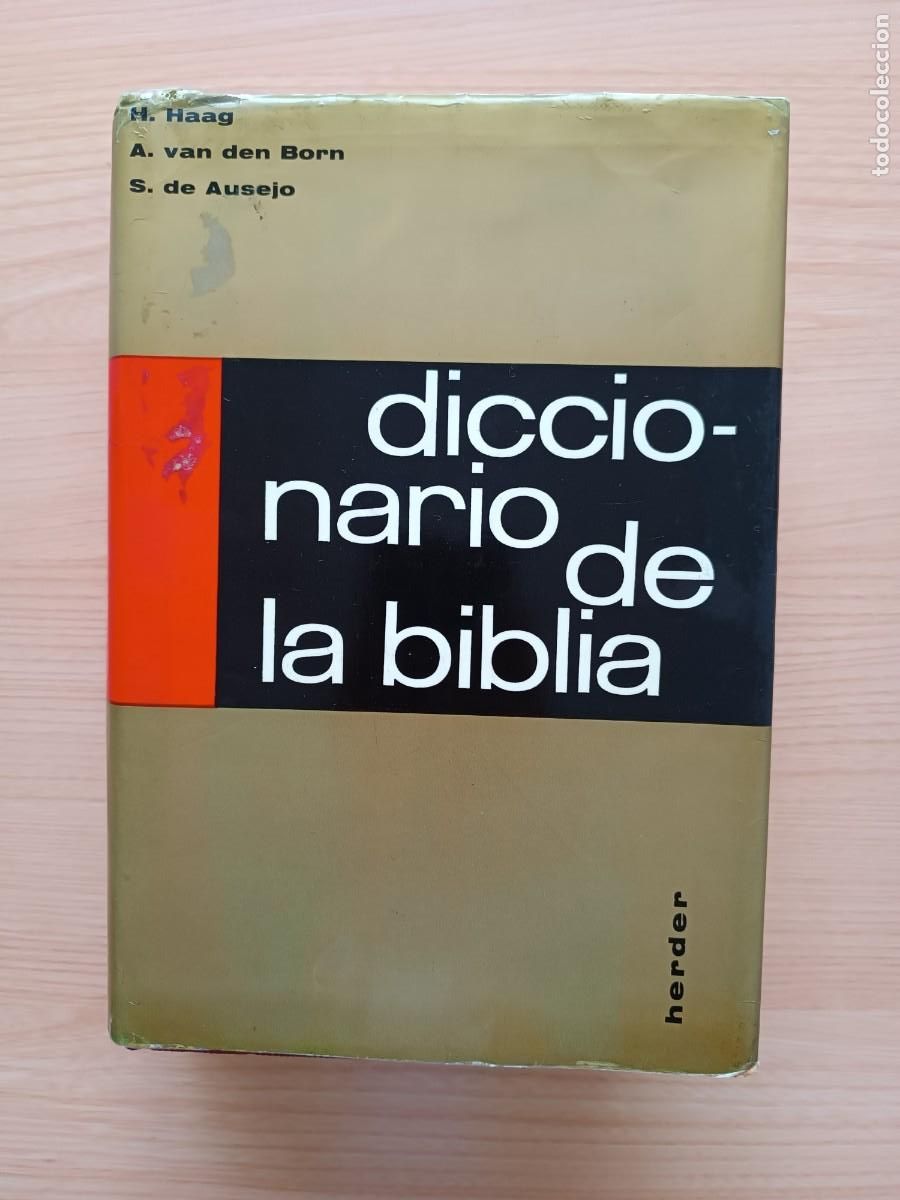 H. Haag
A. van den Born
S. de Ausejo
diccio-
nario
de
la biblia
herder
todocoleccion